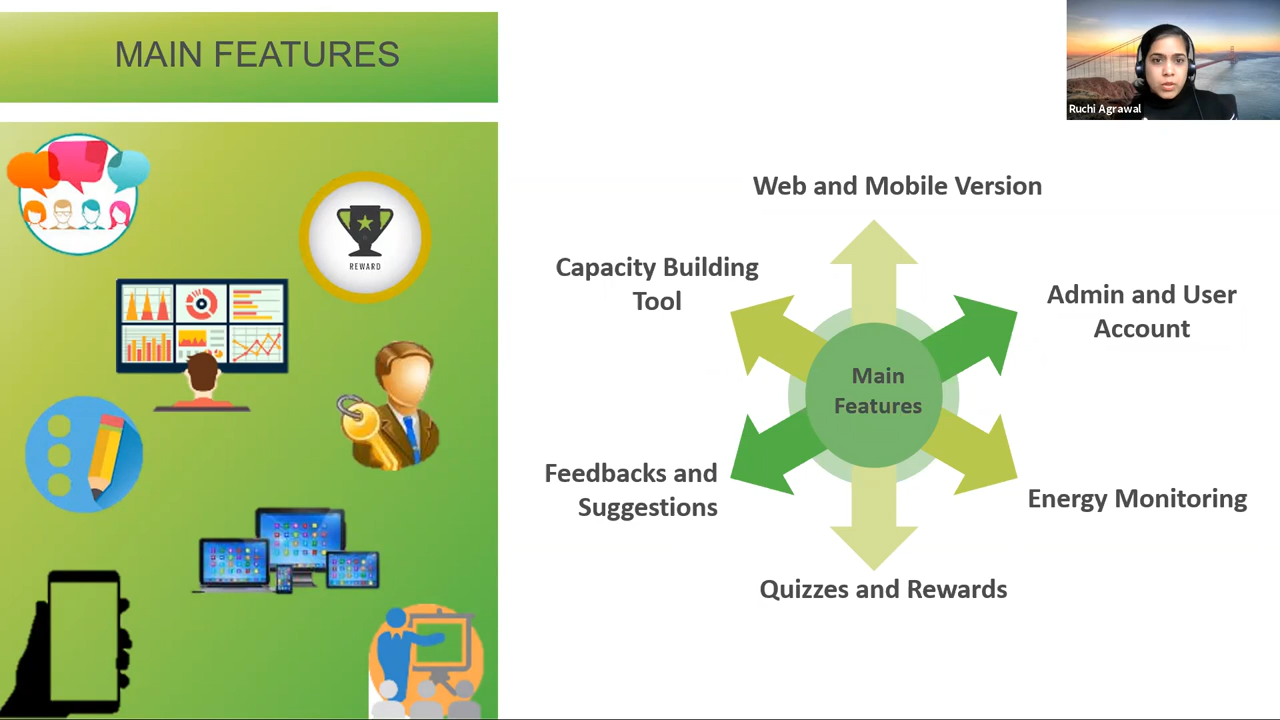 MAIN FEATURES
REWARD
Ruchi Agrawal
Web and Mobile Version
Capacity Building
Tool
Admin and User
Account
Main
Features
Feedbacks and
Suggestions
Energy Monitoring
Quizzes and Rewards